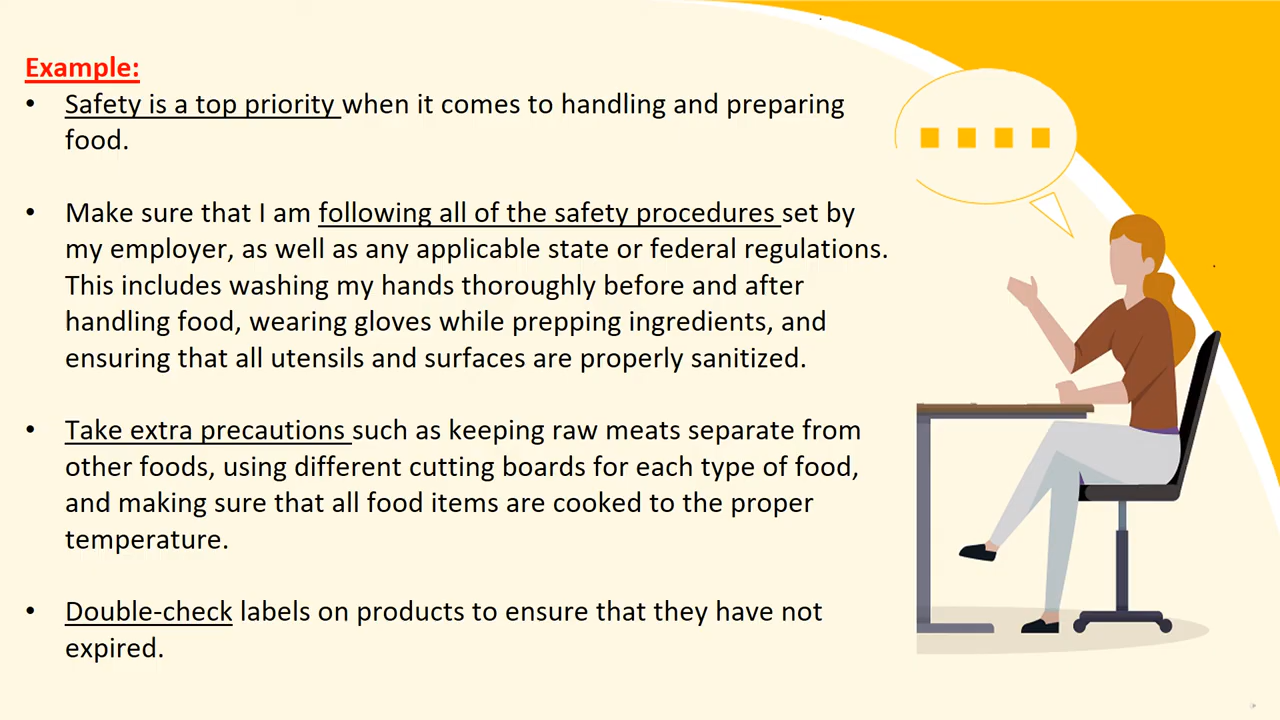 Example:
• Safety is a top priority when it comes to handling and preparing
food.
• Make sure that I am following all of the safety procedures set by
my employer, as well as any applicable state or federal regulations.
This includes washing my hands thoroughly before and after
handling food, wearing gloves while prepping ingredients, and
ensuring that all utensils and surfaces are properly sanitized.
• Take extra precautions such as keeping raw meats separate from
other foods, using different cutting boards for each type of food,
and making sure that all food items are cooked to the proper
temperature.
• Double-check labels on products to ensure that they have not
expired.